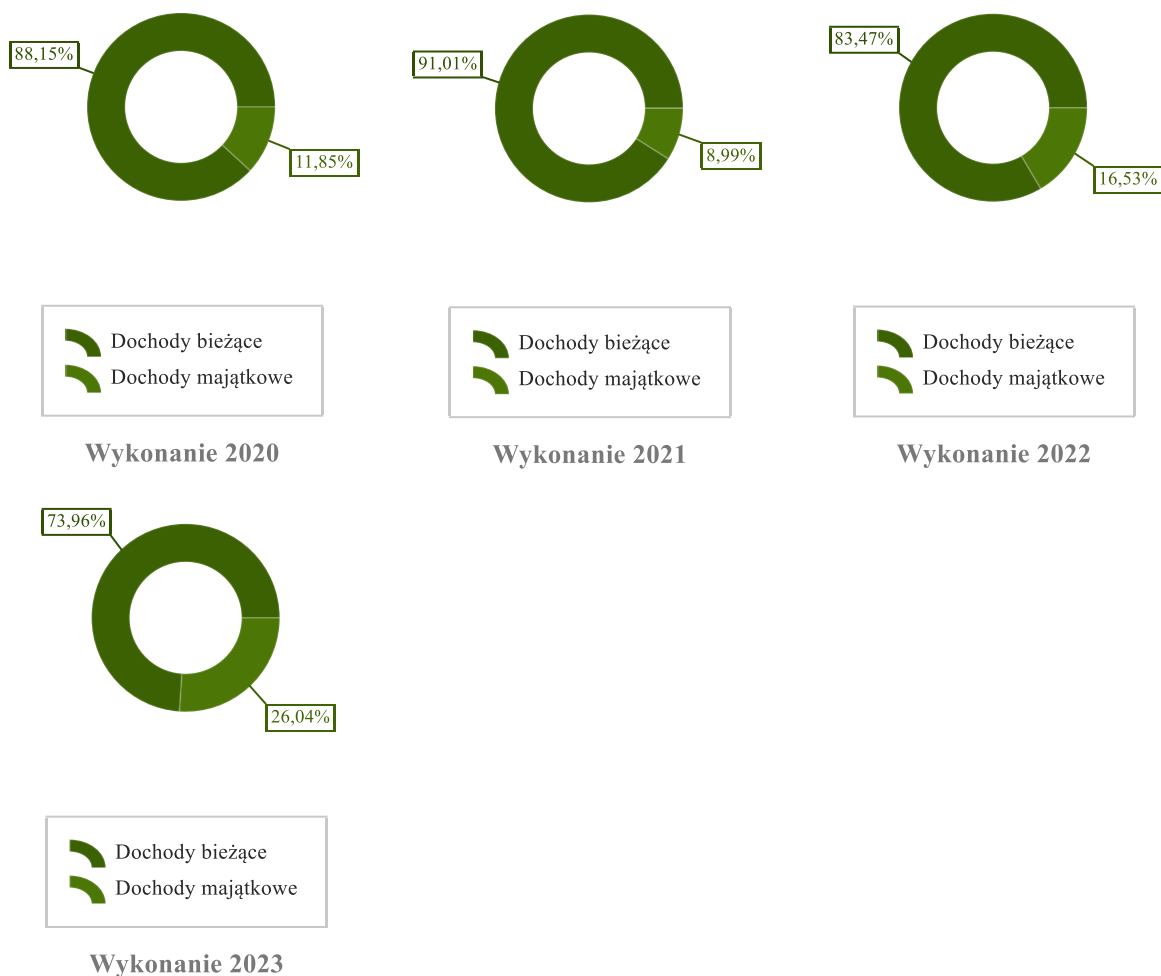 88,15%
11,85%
Dochody bieżące
Dochody majątkowe
Wykonanie 2020
91,01%
8,99%
Dochody bieżące
Dochody majątkowe
Wykonanie 2021
83,47%
16,53%
Dochody bieżące
Dochody majątkowe
Wykonanie 2022
73,96%
26,04%
Dochody bieżące
Dochody majątkowe
Wykonanie 2023